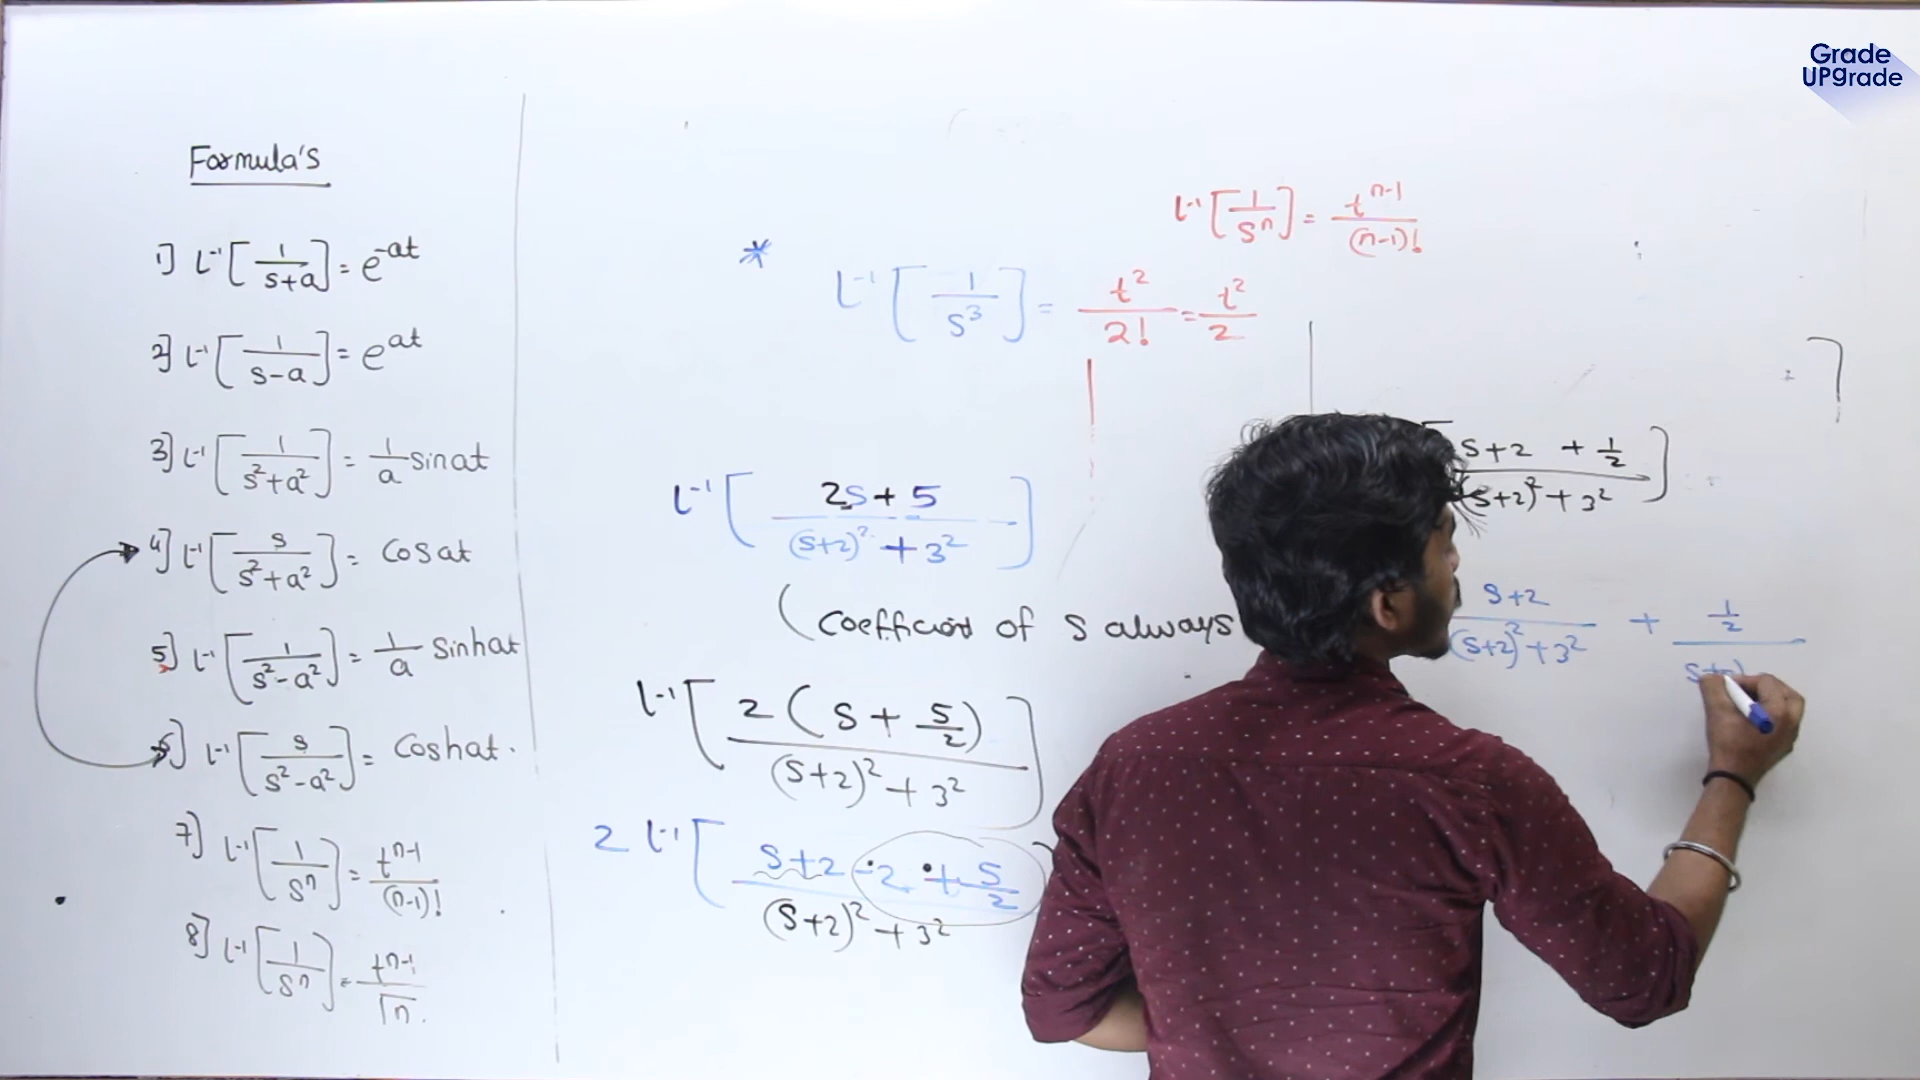 Grade
UPgrade
Formula's
1] L⁻¹[1/(s+a)] = e^-at
2] L⁻¹[1/(s-a)] = e^at
3] L⁻¹[1/(s²+a²)] = 1/a sinat
4] L⁻¹[s/(s²+a²)] = Cosat
5] L⁻¹[1/(s²-a²)] = 1/a Sinhat
6] L⁻¹[s/(s²-a²)] = Coshat.
7] L⁻¹[1/sⁿ] = t^n-1/(n-1)!
8] L⁻¹[1/sⁿ] = t^n-1/Γn.
L⁻¹[1/sⁿ] = t^n-1/(n-1)!
* L⁻¹[1/s³] = t²/2! = t²/2
L⁻¹[(2s+5)/((s+2)²+3²)]
(Coefficient of s always
L⁻¹[2(s+5/2)/((s+2)²+3²)]
2 L⁻¹[(s+2-2+5/2)/((s+2)²+3²)]
[(s+2+1/2)/((s+2)²+3²)]
(s+2)/((s+2)²+3²) + (1/2)/